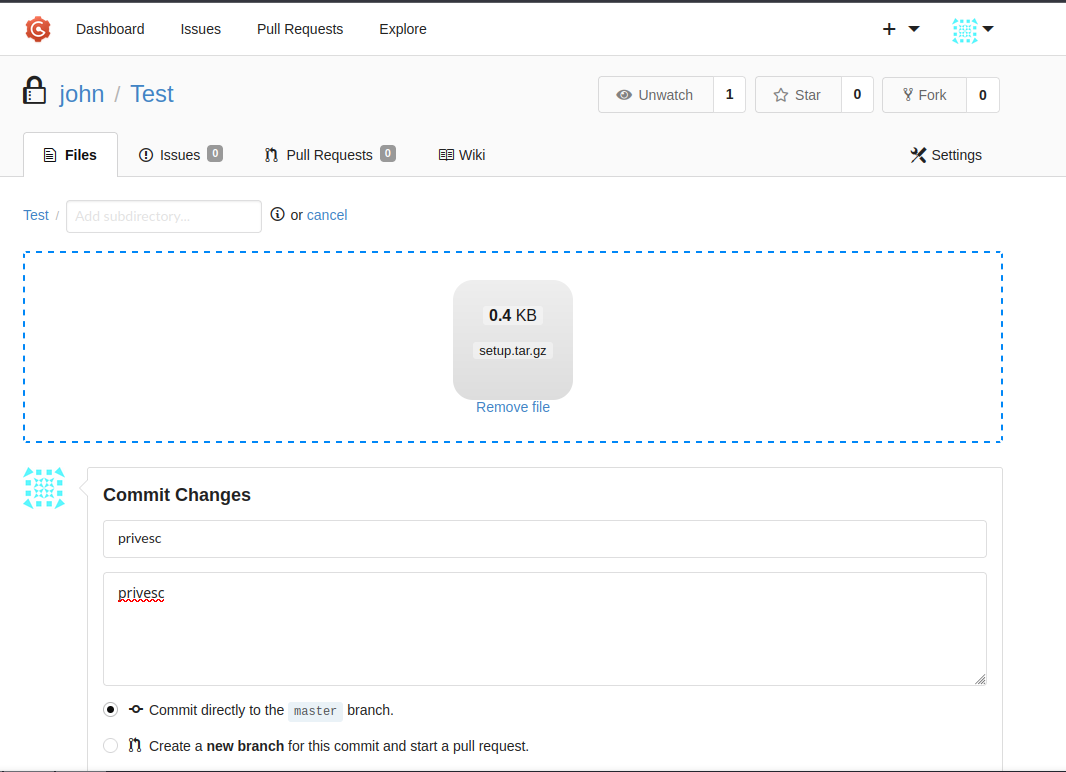 Dashboard Issues Pull Requests Explore
john / Test Unwatch 1 Star 0 Fork 0
Files Issues 0 Pull Requests 0 Wiki Settings
Test / Add subdirectory... or cancel
0.4 KB
setup.tar.gz
Remove file
Commit Changes
privesc
privesc
Commit directly to the master branch.
Create a new branch for this commit and start a pull request.